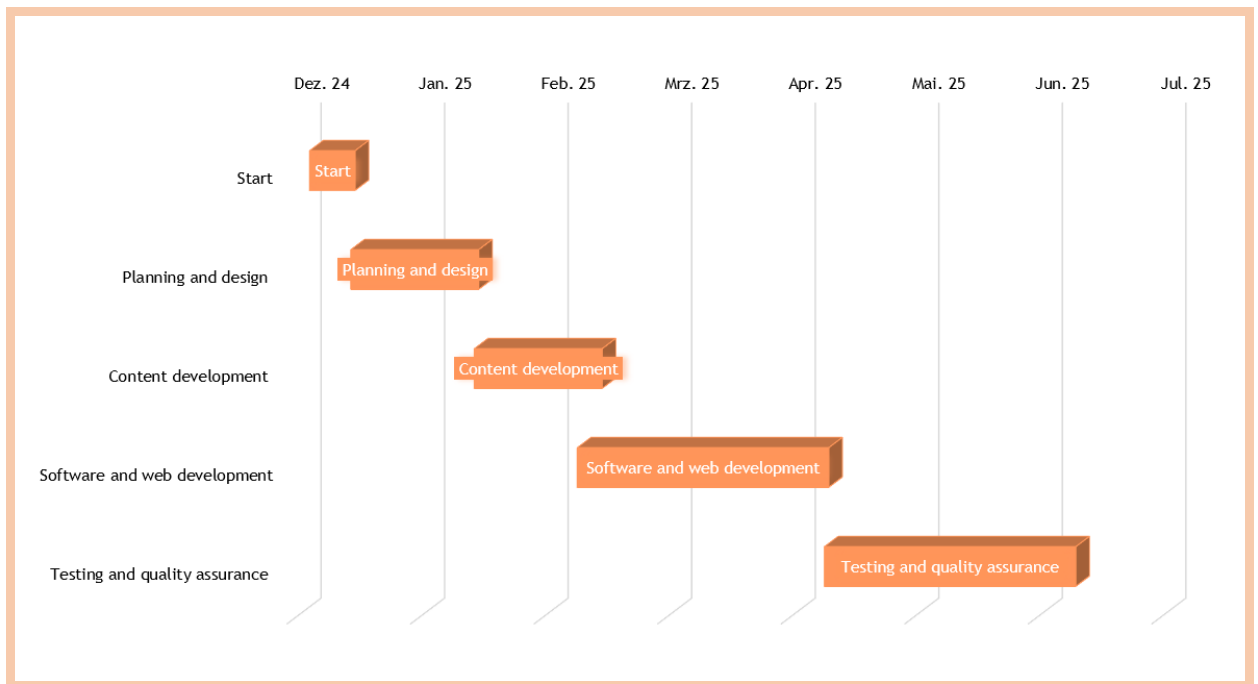 Dez. 24 Jan. 25 Feb. 25 Mrz. 25 Apr. 25 Mai. 25 Jun. 25 Jul. 25
Start Start
Planning and design Planning and design
Content development Content development
Software and web development Software and web development
Testing and quality assurance Testing and quality assurance